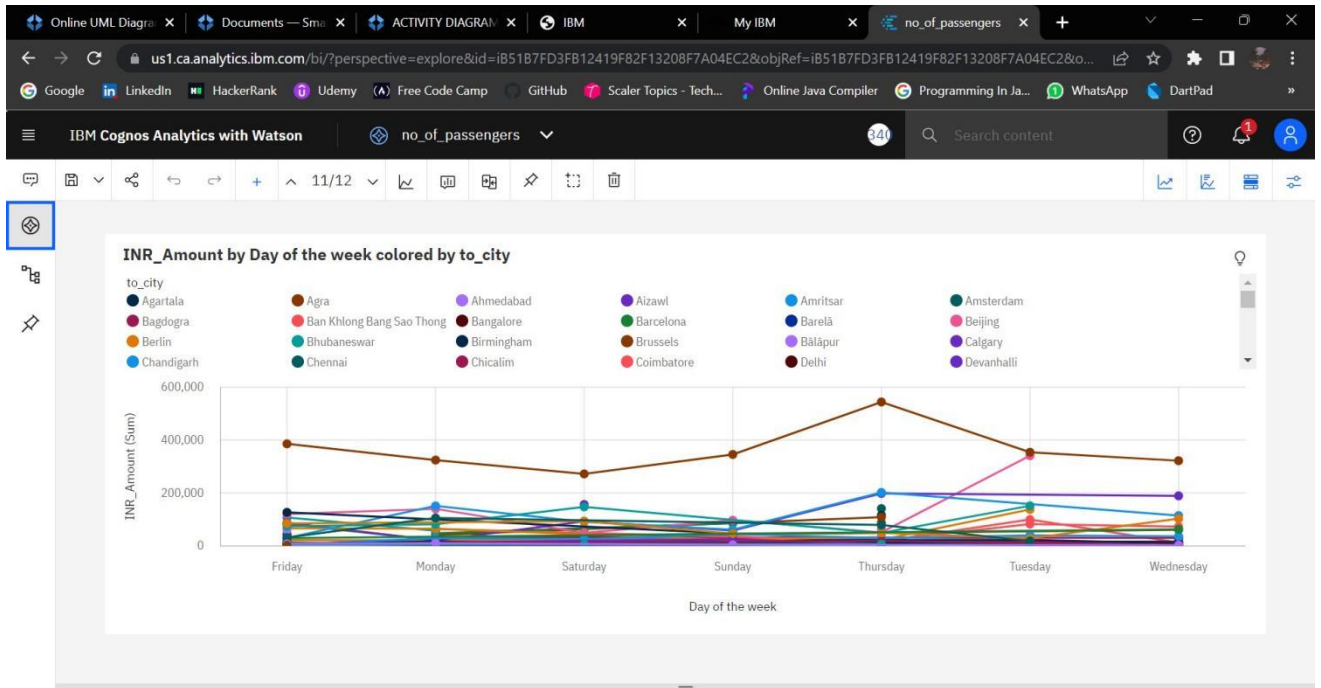 Online UML Diagra Documents — Sma ACTIVITY DIAGRAM IBM My IBM no_of_passengers
us1.ca.analytics.ibm.com/bi/?perspective=explore&id=iB51B7FD3FB12419F82F13208F7A04EC2&objRef=iB51B7FD3FB12419F82F13208F7A04EC2&o...
Google LinkedIn HackerRank Udemy Free Code Camp GitHub Scaler Topics - Tech... Online Java Compiler Programming In Ja... WhatsApp DartPad »
IBM Cognos Analytics with Watson no_of_passengers 340 Search content 1
11/12
INR_Amount by Day of the week colored by to_city
to_city
Agartala Agra Ahmedabad Aizawl Amritsar Amsterdam
Bagdogra Ban Khlong Bang Sao Thong Bangalore Barcelona Barelā Beijing
Berlin Bhubaneswar Birmingham Brussels Bālāpur Calgary
Chandigarh Chennai Chicalim Coimbatore Delhi Devanhalli
INR_Amount (Sum)
600,000
400,000
200,000
0
Friday Monday Saturday Sunday Thursday Tuesday Wednesday
Day of the week